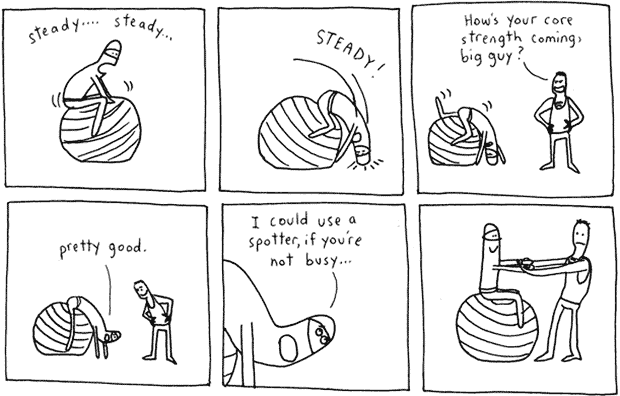 steady.... steady...
STEADY!
How's your core
strength coming,
big guy?
pretty good.
I could use a
spotter, if you're
not busy...